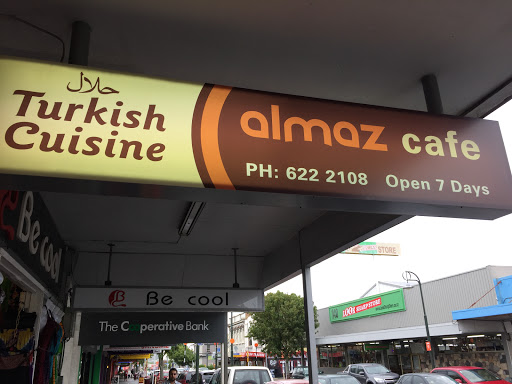 حلال
Turkish
Cuisine
almaz cafe
PH: 622 2108 Open 7 Days
Be cool
Be cool
The Co-operative Bank
STORE